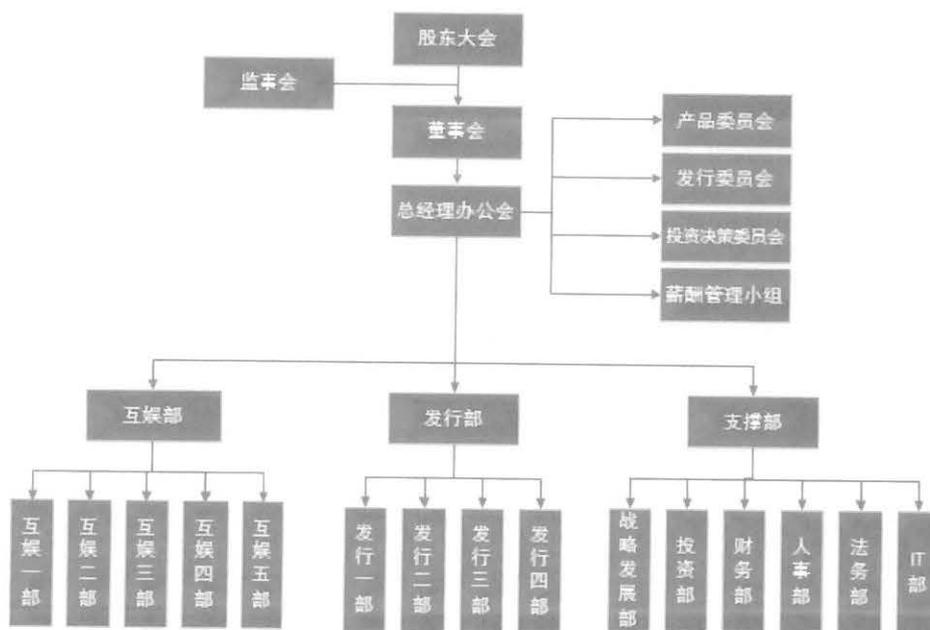 股东大会
监事会
董事会
产品委员会
发行委员会
总经理办公会
投资决策委员会
薪酬管理小组
互娱部
发行部
支撑部
互娱一部
互娱二部
互娱三部
互娱四部
互娱五部
发行一部
发行二部
发行三部
发行四部
战略发展部
投资部
财务部
人事部
法务部
IT部